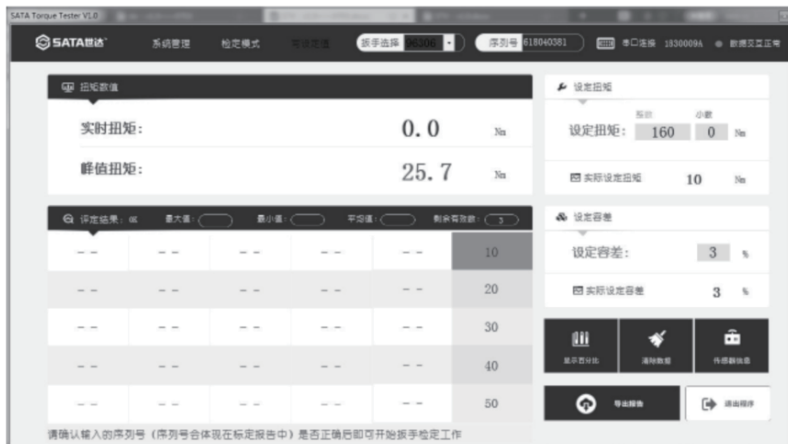 SATA Torque Tester V1.0
SATA世达 系统管理 检定模式 扳手选择 96306 序列号 618040381 串口连接 1830009A 数据交互正常
扭矩数值
实时扭矩: 0.0 Nm
峰值扭矩: 25.7 Nm
设定扭矩
整数 小数
设定扭矩: 160 0 Nm
实际设定扭矩 10 Nm
评定结果: OK 最大值: 最小值: 平均值: 剩余有效数: 3
-- -- -- -- -- 10
-- -- -- -- -- 20
-- -- -- -- -- 30
-- -- -- -- -- 40
-- -- -- -- -- 50
设定容差
设定容差: 3 %
实际设定容差 3 %
显示百分比 清除数据 传感器信息
导出报告 退出程序
请确认输入的序列号（序列号会体现在标定报告中）是否正确后即可开始扳手检定工作